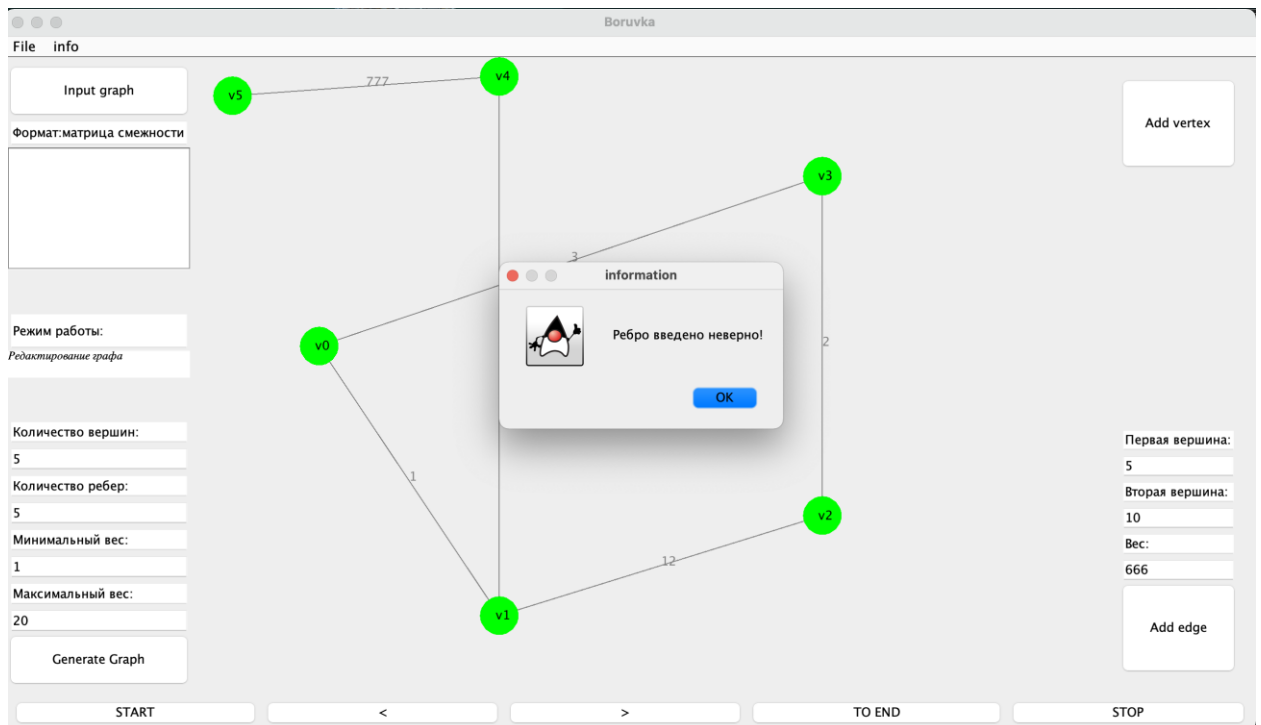 Boruvka
File info
Input graph
Формат:матрица смежности
Режим работы:
Редактирование графа
Количество вершин:
5
Количество ребер:
5
Минимальный вес:
1
Максимальный вес:
20
Generate Graph
v5
777
v4
v3
3
v0
2
1
v2
12
v1
information
Ребро введено неверно!
OK
Add vertex
Первая вершина:
5
Вторая вершина:
10
Вес:
666
Add edge
START
<
>
TO END
STOP